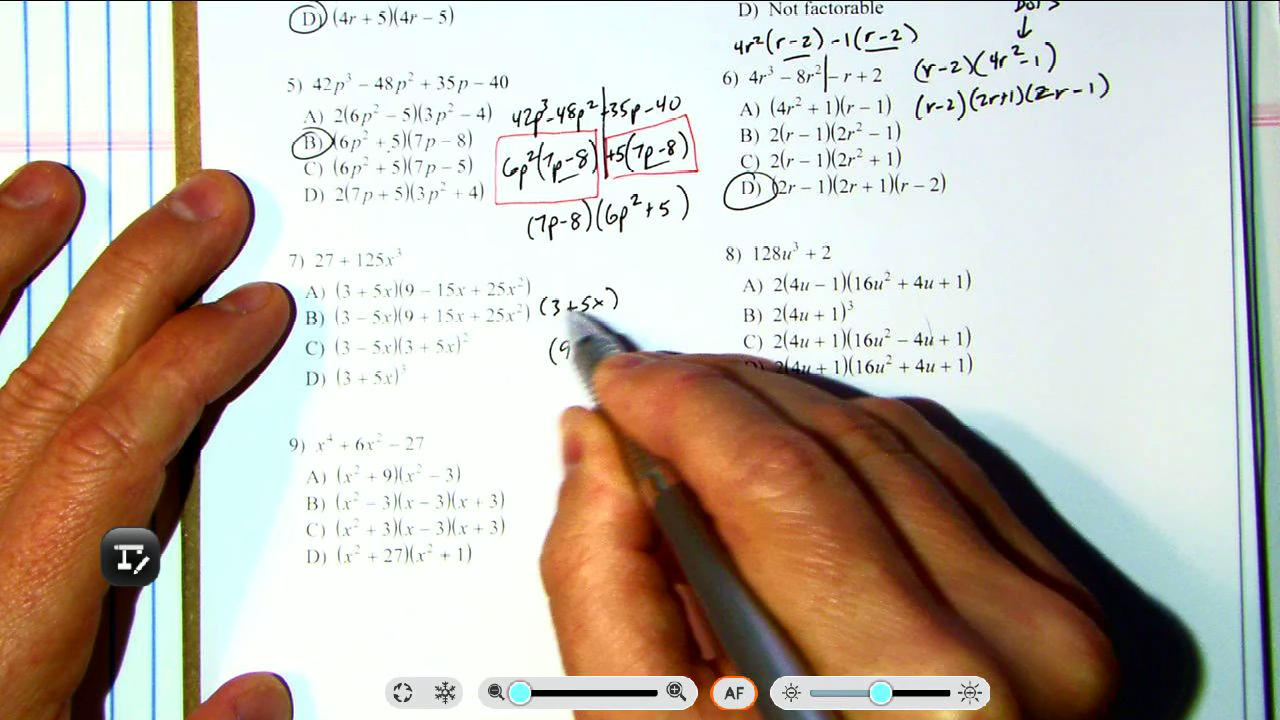 D) (4r + 5)(4r − 5)
D) Not factorable
4r²(r−2) −1(r−2)
5) 42p³ − 48p² + 35p − 40
A) 2(6p² − 5)(3p² − 4)
B) (6p² + 5)(7p − 8)
C) (6p² + 5)(7p − 5)
D) 2(7p + 5)(3p² + 4)
42p³−48p² +35p−40
6p²(7p−8) +5(7p−8)
(7p−8)(6p²+5)
6) 4r³ − 8r² − r + 2
(r−2)(4r²−1)
A) (4r² + 1)(r − 1)
(r−2)(2r+1)(2r−1)
B) 2(r − 1)(2r² − 1)
C) 2(r − 1)(2r² + 1)
D) (2r − 1)(2r + 1)(r − 2)
7) 27 + 125x³
A) (3 + 5x)(9 − 15x + 25x²)
B) (3 − 5x)(9 + 15x + 25x²)
C) (3 − 5x)(3 + 5x)²
D) (3 + 5x)³
(3+5x)
(9
8) 128u³ + 2
A) 2(4u − 1)(16u² + 4u + 1)
B) 2(4u + 1)³
C) 2(4u + 1)(16u² − 4u + 1)
2(4u + 1)(16u² + 4u + 1)
9) x⁴ + 6x² − 27
A) (x² + 9)(x² − 3)
B) (x² − 3)(x − 3)(x + 3)
C) (x² + 3)(x − 3)(x + 3)
D) (x² + 27)(x² + 1)
AF